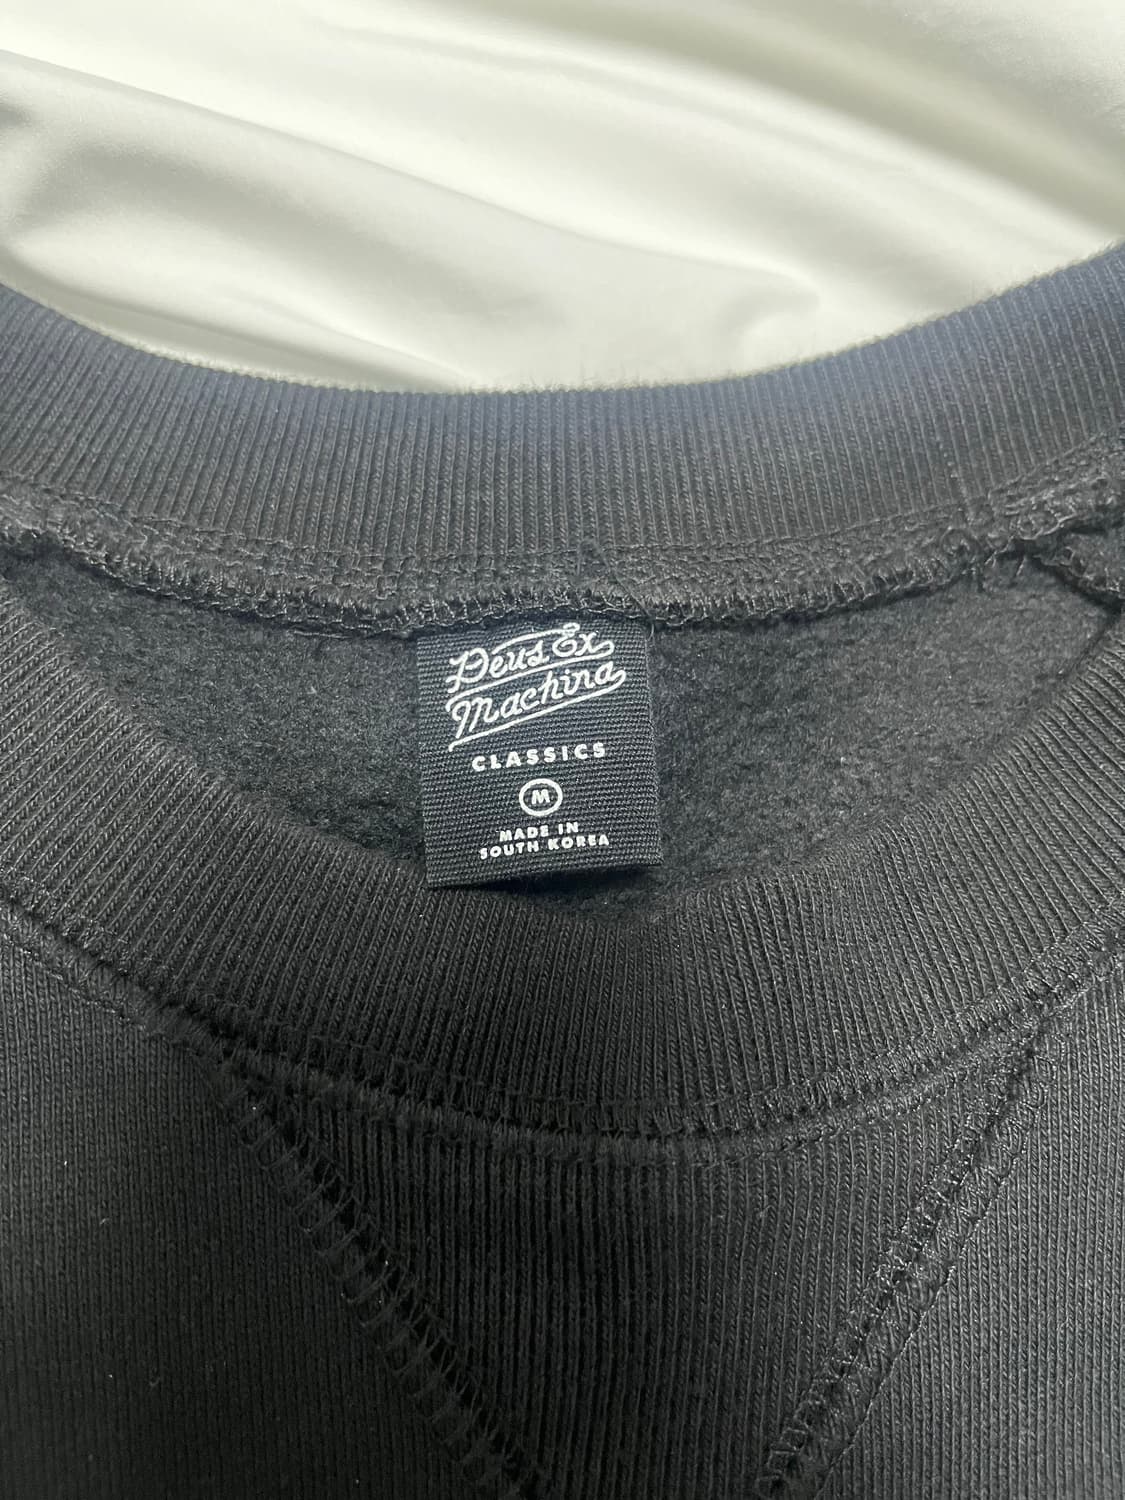 Deus Ex
Machina
CLASSICS
M
MADE IN
SOUTH KOREA